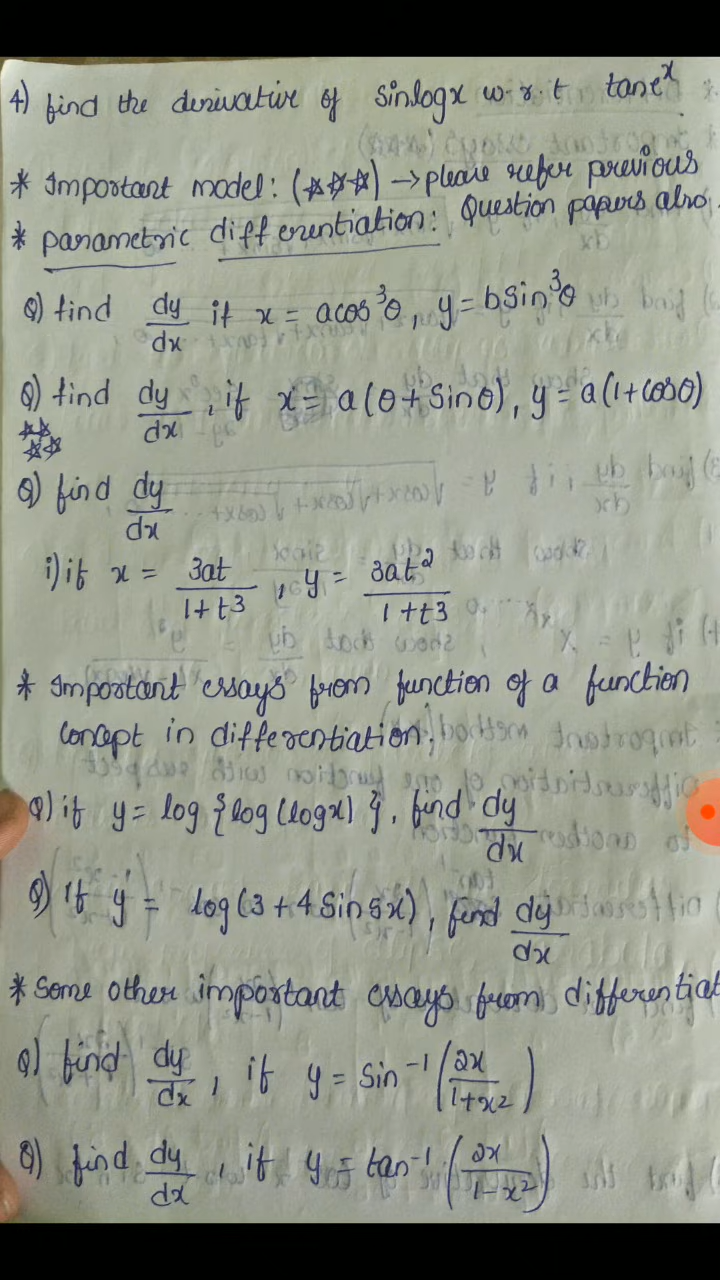 4) find the derivative of sinlogx w.r.t tane^x
* Important model: (☆☆☆) → please refer previous
Question papers also.
* parametric differentiation:
Q) find dy/dx if x = acos³θ, y = bsin³θ
Q) find dy/dx, if x = a(θ + sinθ), y = a(1+cosθ)
☆☆☆☆
Q) find dy/dx
i) if x = 3at/1+t3, y = 3at²/1+t3
* Important essays from function of a function
concept in differentiation:
Q) if y = log {log(logx)}, find dy/dx
Q) If y = log(3+4sin5x), find dy/dx
* Some other important essays from differentiat
Q) find dy/dx, if y = sin⁻¹(2x/1+x²)
Q) find dy/dx, if y = tan⁻¹(2x/1-x²)